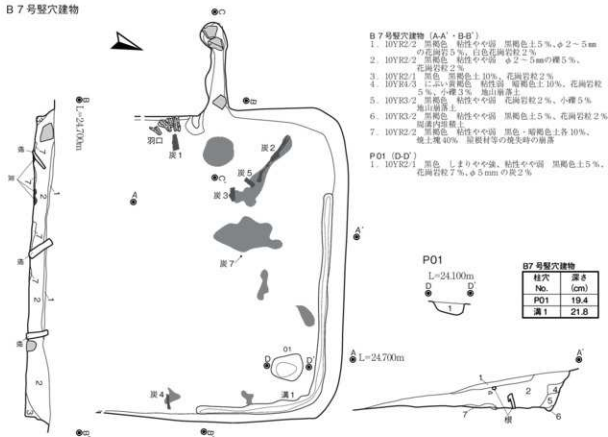 B 7 号竪穴建物
B 7 号竪穴建物 (A-A'・B-B')
1. 10YR2/2 黒褐色 粘性やや弱 黒褐色土5%、φ2~5mm
の花崗岩5%、白色花崗岩粒2%
2. 10YR2/2 黒褐色 粘性やや弱 φ2~5mmの礫5%、
花崗岩粒2%
3. 10YR2/1 黒色 黒褐色土10%、花崗岩粒2%
4. 10YR4/3 にぶい黄褐色 粘性弱 暗褐色土10%、花崗岩粒
5%、小礫3% 地山崩落土
5. 10YR3/2 黒褐色 粘性やや弱 花崗岩粒2%、小礫5%
地山崩落土
6. 10YR3/2 黒褐色 粘性やや弱 黒褐色土5%、花崗岩粒2%
周溝内堆積土
7. 10YR2/2 黒褐色 粘性やや弱 黒色・暗褐色土各10%、
焼土塊40% 屋根材等の焼失時の崩落
P01 (D-D')
1. 10YR2/1 黒色 しまりやや強、粘性やや弱 黒褐色土5%、
花崗岩粒7%、φ5mmの炭2%
C
C'
B
B
L=24.700m
羽口
炭1
炭2
炭5
炭3
炭7
炭4
A
A'
01
D
D'
溝1
B'
B'
1
2
3
7
炭
P01
L=24.100m
D
D'
1
B7 号竪穴建物
柱穴
No.
深さ
(cm)
P01
19.4
溝1
21.8
A
L=24.700m
A'
1
2
4
5
6
7
根